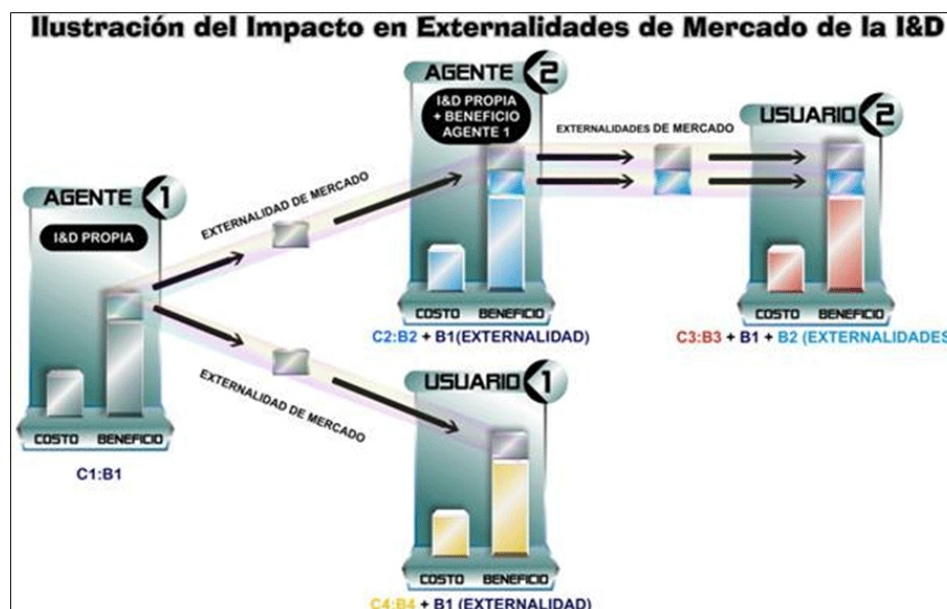 Ilustración del Impacto en Externalidades de Mercado de la I&D
AGENTE 1
I&D PROPIA
COSTO BENEFICIO
C1:B1
EXTERNALIDAD DE MERCADO
EXTERNALIDAD DE MERCADO
AGENTE 2
I&D PROPIA
+ BENEFICIO
AGENTE 1
COSTO BENEFICIO
C2:B2 + B1(EXTERNALIDAD)
EXTERNALIDADES DE MERCADO
USUARIO 2
COSTO BENEFICIO
C3:B3 + B1 + B2 (EXTERNALIDADES
USUARIO 1
COSTO BENEFICIO
C4:B4 + B1 (EXTERNALIDAD)